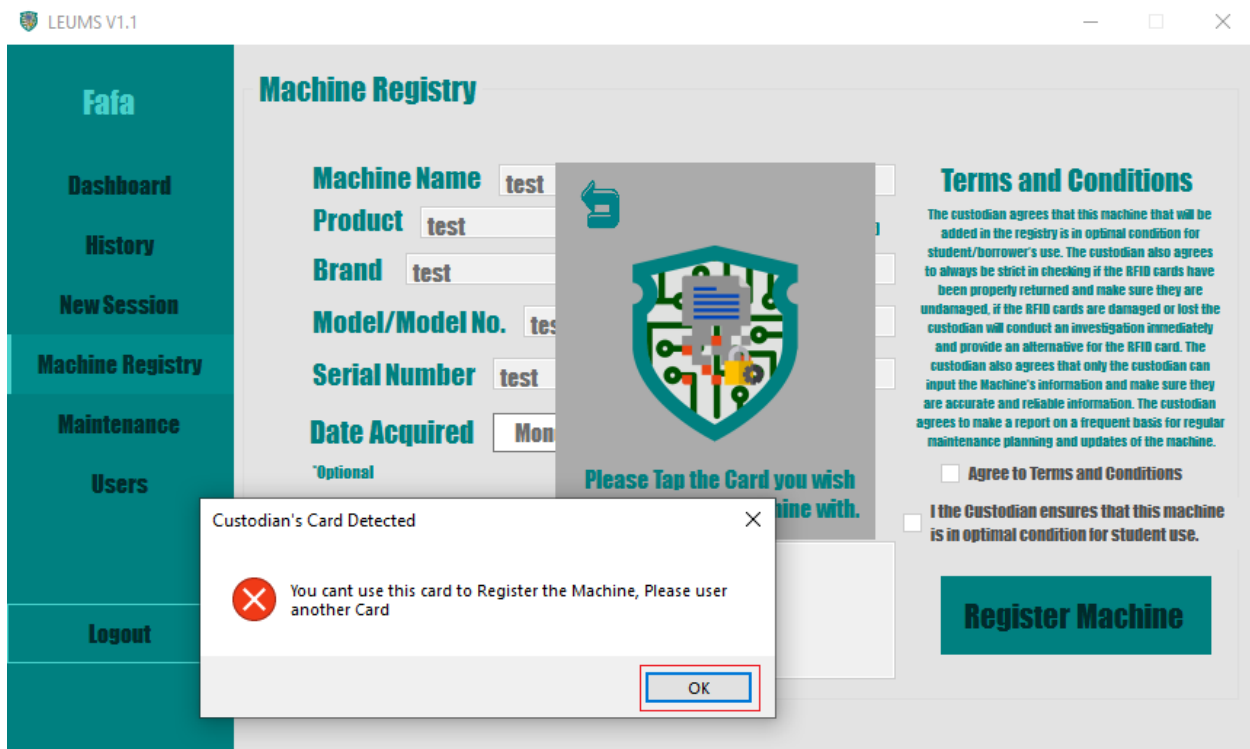 LEUMS V1.1
Fafa
Dashboard
History
New Session
Machine Registry
Maintenance
Users
Logout
Machine Registry
Machine Name test
Product test
Brand test
Model/Model No.
Serial Number test
Date Acquired
*Optional
Please Tap the Card you wish
with.
Terms and Conditions
The custodian agrees that this machine that will be
added in the registry is in optimal condition for
student/borrower's use. The custodian also agrees
to always be strict in checking if the RFID cards have
been properly returned and make sure they are
undamaged, if the RFID cards are damaged or lost the
custodian will conduct an investigation immediately
and provide an alternative for the RFID card. The
custodian also agrees that only the custodian can
input the Machine's information and make sure they
are accurate and reliable information. The custodian
agrees to make a report on a frequent basis for regular
maintenance planning and updates of the machine.
Agree to Terms and Conditions
I the Custodian ensures that this machine
is in optimal condition for student use.
Register Machine
Custodian's Card Detected
You cant use this card to Register the Machine, Please user
another Card
OK